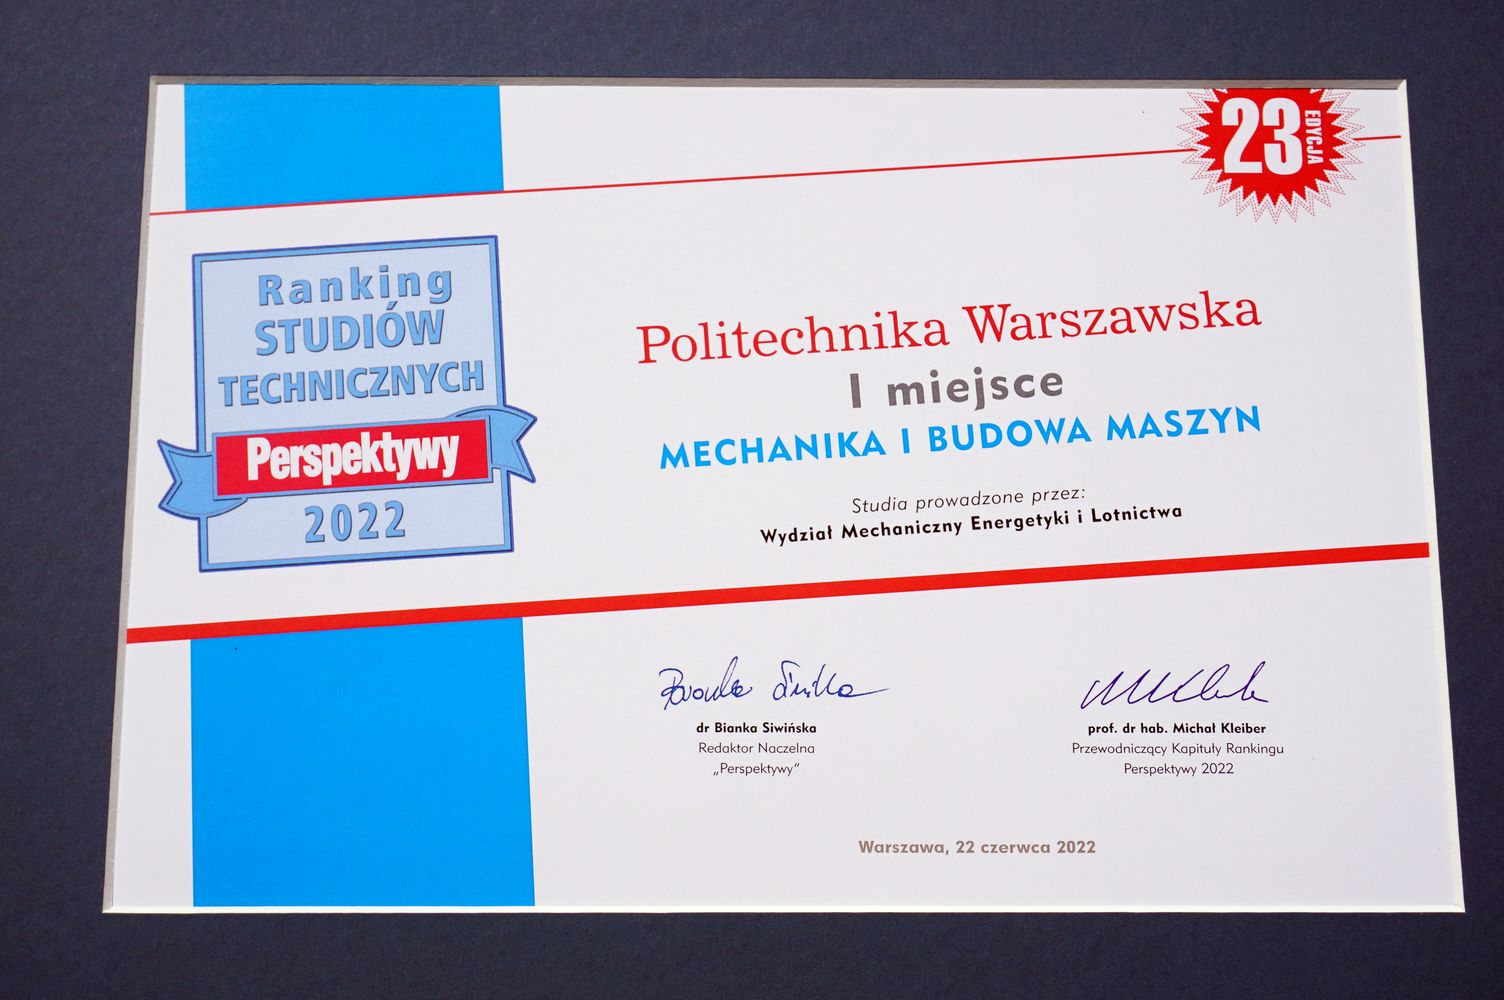 23
EDYCJA
Ranking
STUDIÓW
TECHNICZNYCH
Perspektywy
2022
Politechnika Warszawska
I miejsce
MECHANIKA I BUDOWA MASZYN
Studia prowadzone przez:
Wydział Mechaniczny Energetyki i Lotnictwa
dr Bianka Siwińska
Redaktor Naczelna
„Perspektywy“
prof. dr hab. Michał Kleiber
Przewodniczący Kapituły Rankingu
Perspektywy 2022
Warszawa, 22 czerwca 2022